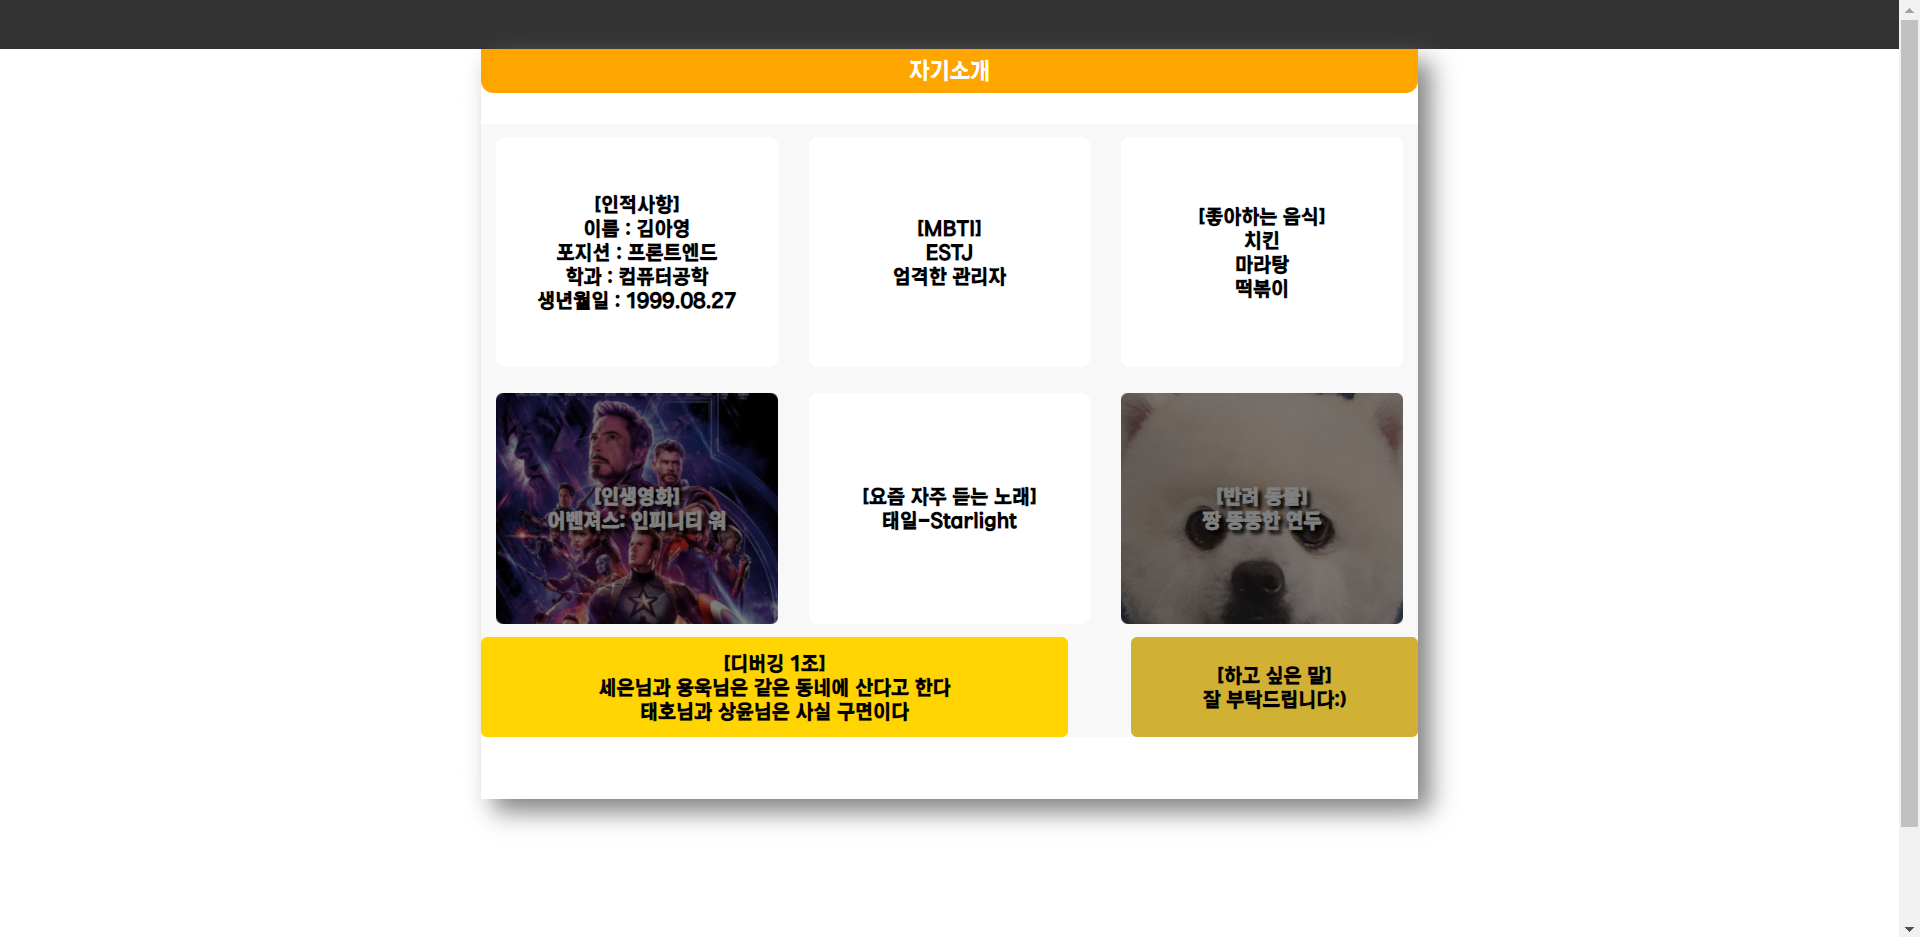 자기소개
[인적사항]
이름 : 김아영
포지션 : 프론트엔드
학과 : 컴퓨터공학
생년월일 : 1999.08.27
[MBTI]
ESTJ
엄격한 관리자
[좋아하는 음식]
치킨
마라탕
떡볶이
[인생영화]
어벤져스: 인피니티 워
[요즘 자주 듣는 노래]
태일-Starlight
[반려 동물]
짱 뚱뚱한 연두
[디버깅 1조]
세은님과 용욱님은 같은 동네에 산다고 한다
태호님과 상윤님은 사실 구면이다
[하고 싶은 말]
잘 부탁드립니다:)